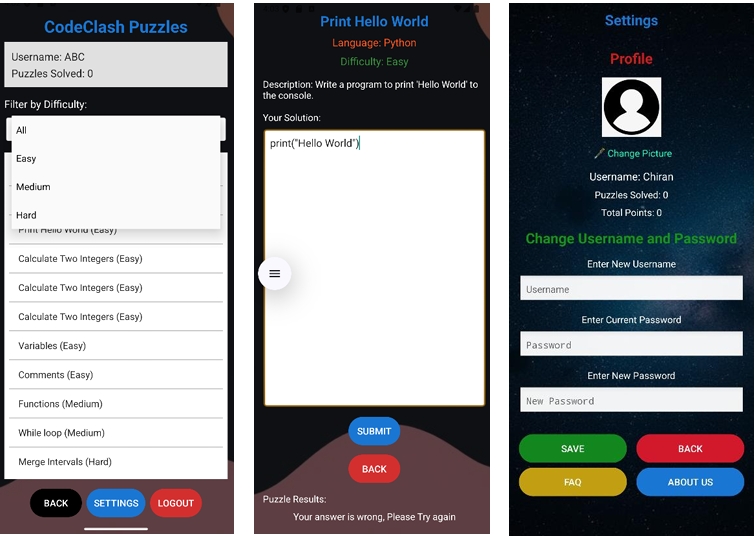 CodeClash Puzzles
Username: ABC
Puzzles Solved: 0
Filter by Difficulty:
All
Easy
Medium
Hard
Print Hello World (Easy)
Calculate Two Integers (Easy)
Calculate Two Integers (Easy)
Calculate Two Integers (Easy)
Variables (Easy)
Comments (Easy)
Functions (Medium)
While loop (Medium)
Merge Intervals (Hard)
BACK
SETTINGS
LOGOUT
Print Hello World
Language: Python
Difficulty: Easy
Description: Write a program to print 'Hello World' to
the console.
Your Solution:
print("Hello World")
SUBMIT
BACK
Puzzle Results:
Your answer is wrong, Please Try again
Settings
Profile
Change Picture
Username: Chiran
Puzzles Solved: 0
Total Points: 0
Change Username and Password
Enter New Username
Username
Enter Current Password
Password
Enter New Password
New Password
SAVE
BACK
FAQ
ABOUT US